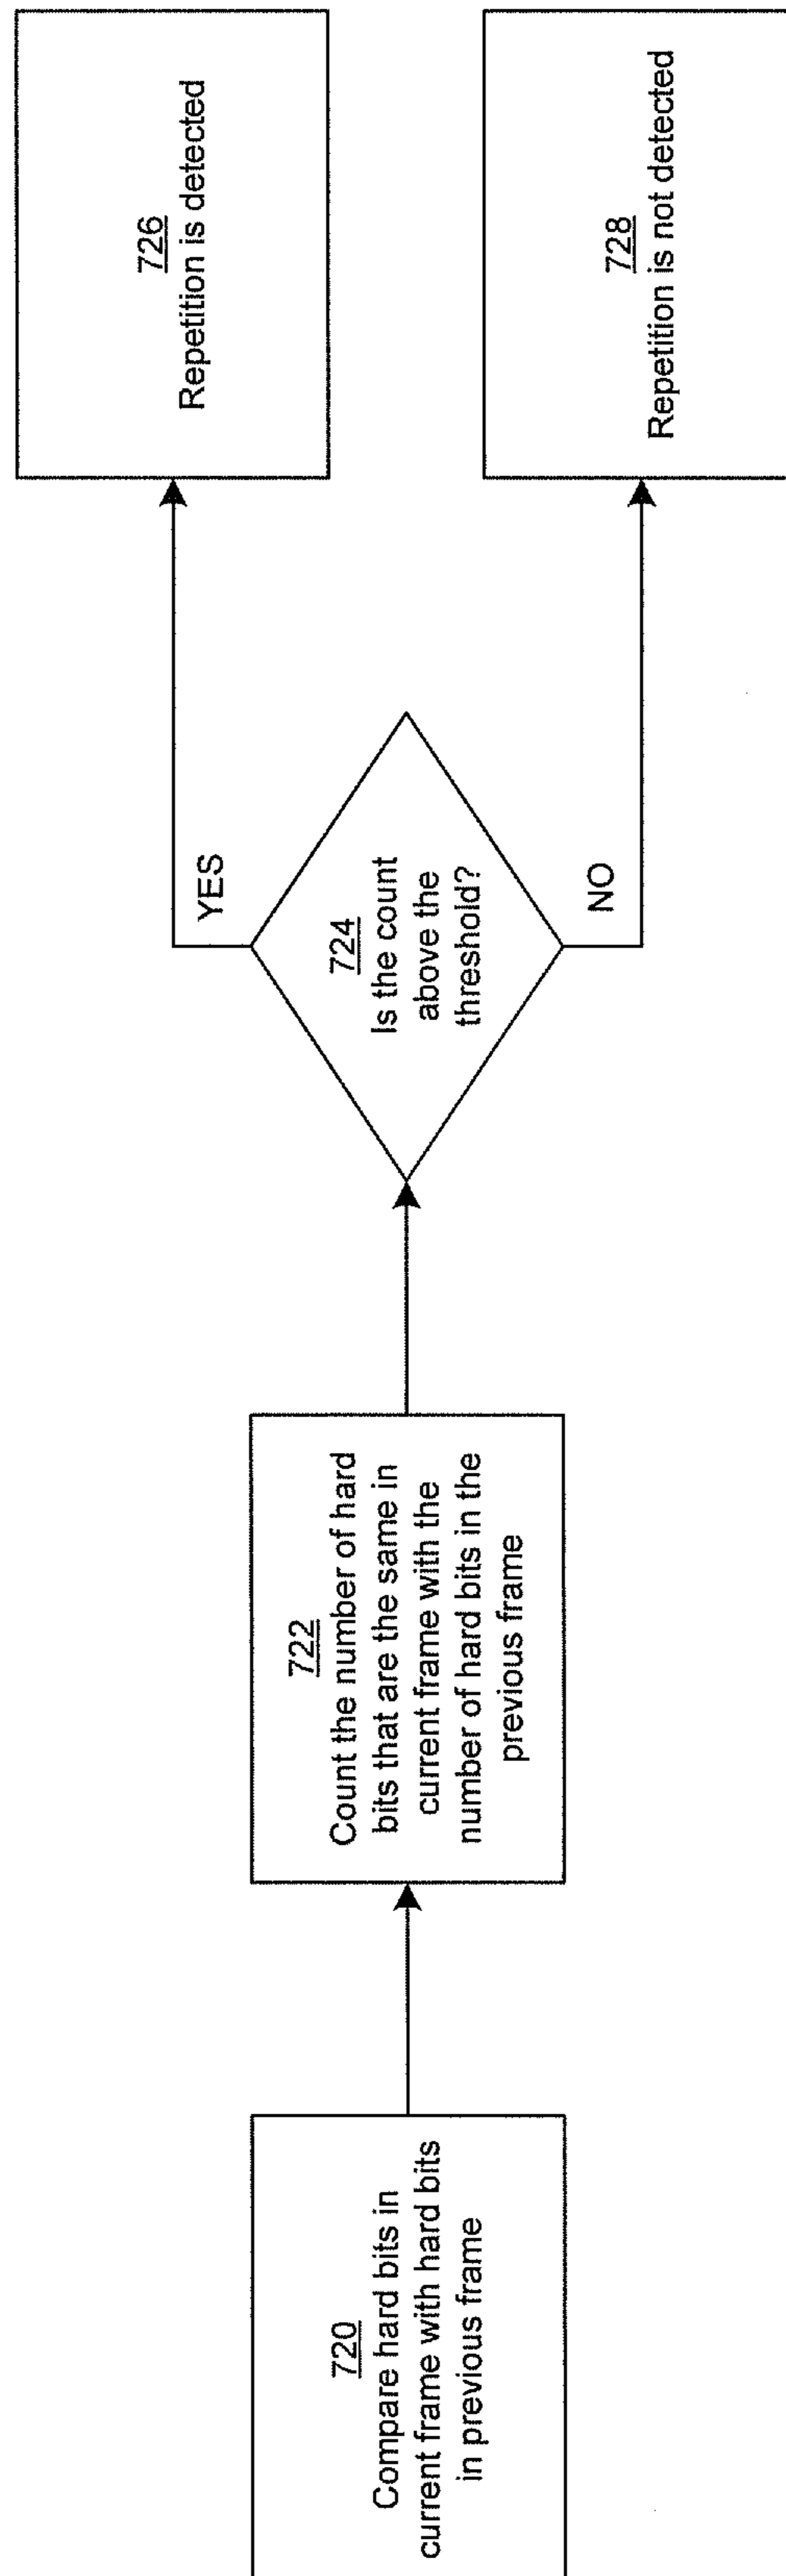 720
Compare hard bits in
current frame with hard bits
in previous frame
722
Count the number of hard
bits that are the same in
current frame with the
number of hard bits in the
previous frame
724
Is the count
above the
threshold?
YES
NO
726
Repetition is detected
728
Repetition is not detected